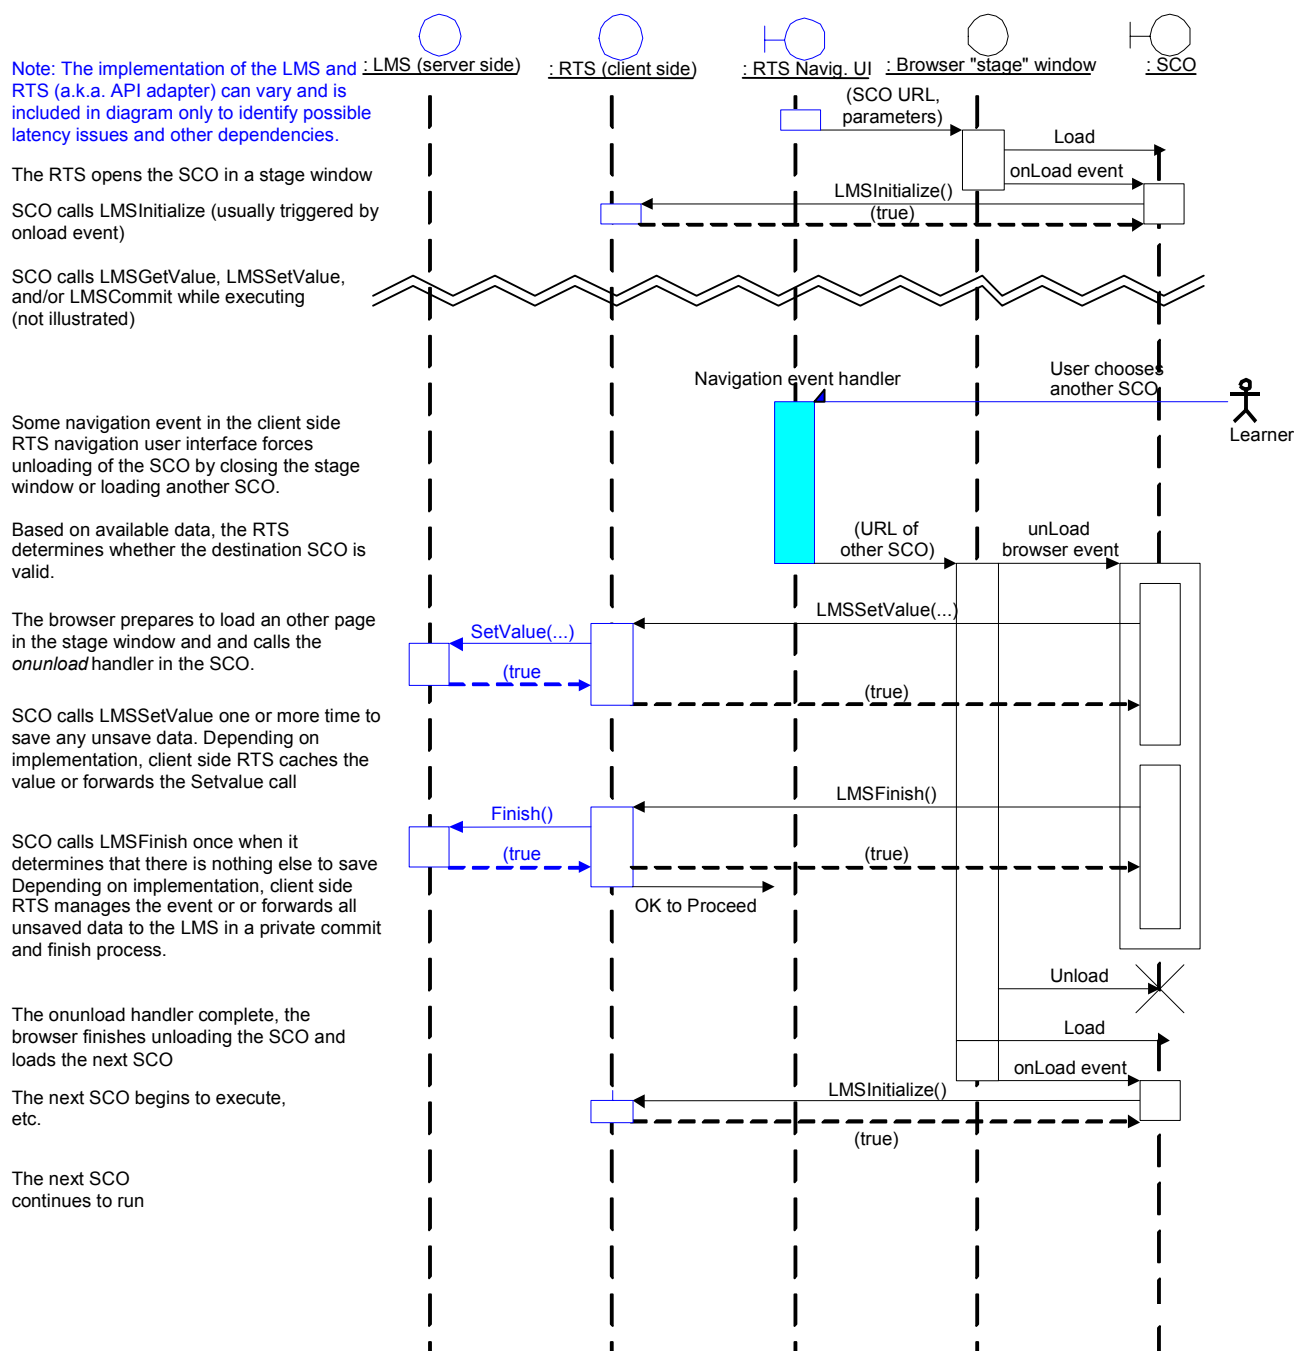 : LMS (server side)
: RTS (client side)
: RTS Navig. UI
: Browser "stage" window
: SCO
Note: The implementation of the LMS and
RTS (a.k.a. API adapter) can vary and is
included in diagram only to identify possible
latency issues and other dependencies.
(SCO URL,
parameters)
Load
The RTS opens the SCO in a stage window
onLoad event
SCO calls LMSInitialize (usually triggered by
onload event)
LMSInitialize()
(true)
SCO calls LMSGetValue, LMSSetValue,
and/or LMSCommit while executing
(not illustrated)
Navigation event handler
User chooses
another SCO
Learner
Some navigation event in the client side
RTS navigation user interface forces
unloading of the SCO by closing the stage
window or loading another SCO.
Based on available data, the RTS
determines whether the destination SCO is
valid.
(URL of
other SCO)
unLoad
browser event
The browser prepares to load an other page
in the stage window and and calls the
onunload handler in the SCO.
LMSSetValue(...)
SetValue(...)
(true
(true)
SCO calls LMSSetValue one or more time to
save any unsave data. Depending on
implementation, client side RTS caches the
value or forwards the Setvalue call
LMSFinish()
Finish()
(true
(true)
OK to Proceed
SCO calls LMSFinish once when it
determines that there is nothing else to save
Depending on implementation, client side
RTS manages the event or or forwards all
unsaved data to the LMS in a private commit
and finish process.
Unload
The onunload handler complete, the
browser finishes unloading the SCO and
loads the next SCO
Load
onLoad event
The next SCO begins to execute,
etc.
LMSInitialize()
(true)
The next SCO
continues to run